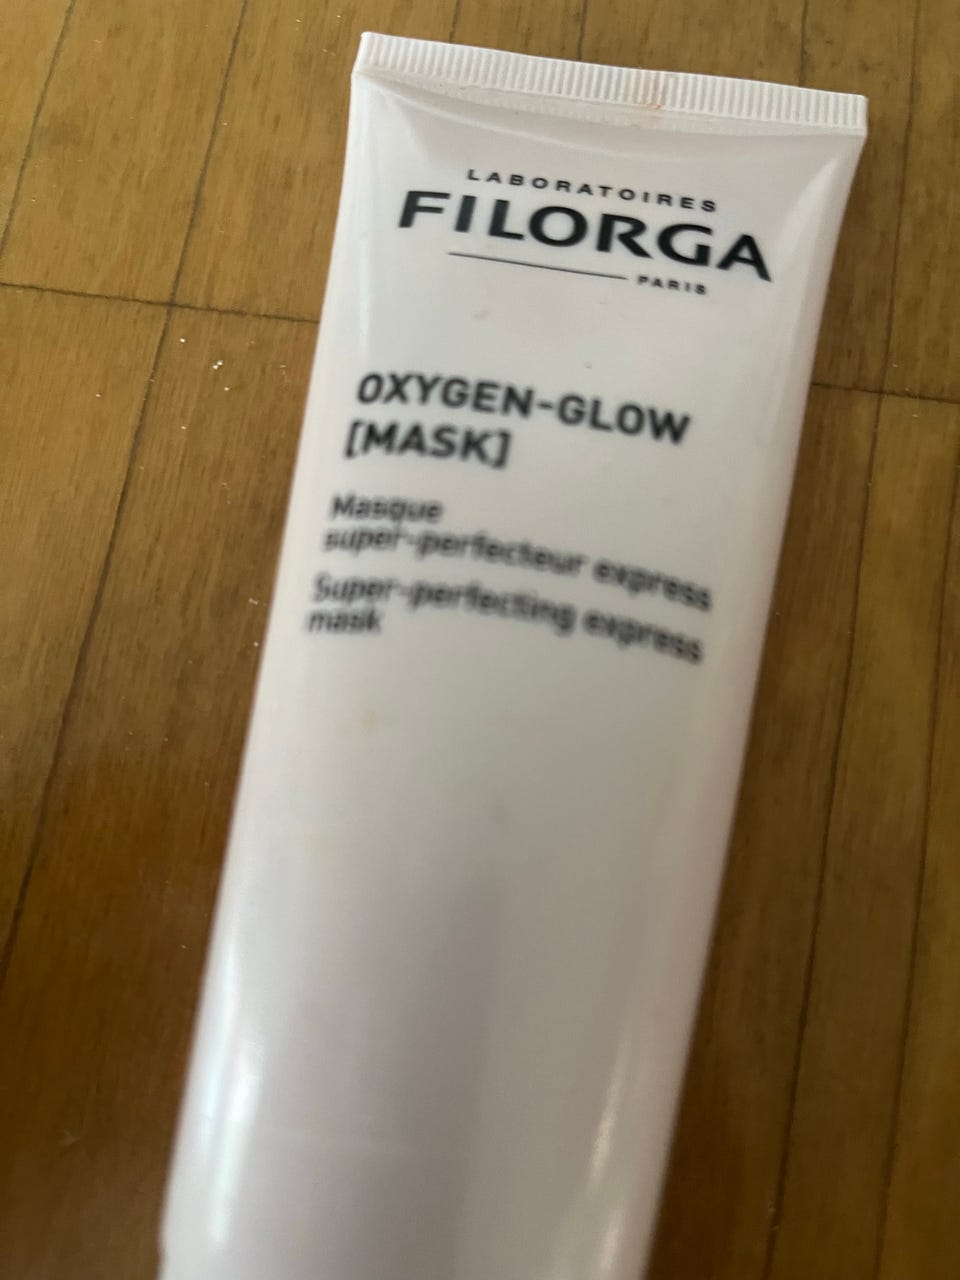 LABORATOIRES
FILORGA
PARIS
OXYGEN-GLOW
[MASK]
Masque
super-perfecteur express
Super-perfecting express
mask